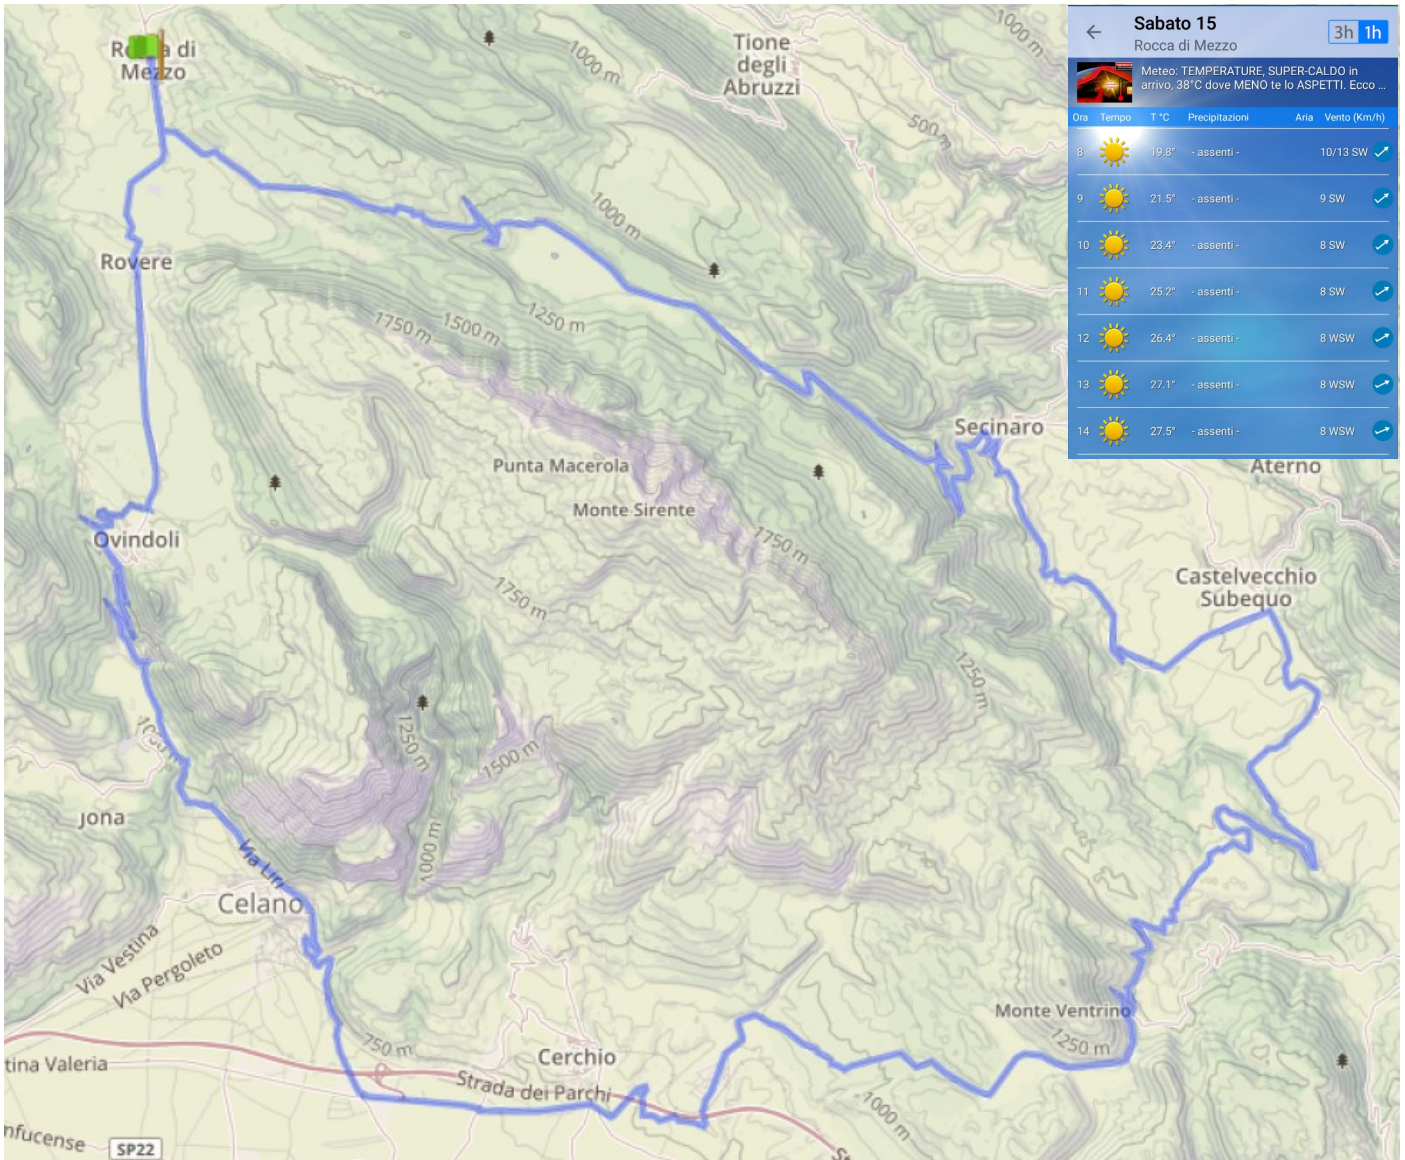 Rocca di
Mezzo
1000 m
Tione
degli
Abruzzi
1000 m
500 m
Sabato 15
Rocca di Mezzo
3h 1h
Meteo: TEMPERATURE, SUPER-CALDO in
arrivo, 38°C dove MENO te lo ASPETTI. Ecco ...
Ora Tempo T °C Precipitazioni Aria Vento (Km/h)
8 19.8° - assenti - 10/13 SW
9 21.5° - assenti - 9 SW
10 23.4° - assenti - 8 SW
11 25.2° - assenti - 8 SW
12 26.4° - assenti - 8 WSW
13 27.1° - assenti - 8 WSW
14 27.5° - assenti - 8 WSW
1000 m
Rovere
1250 m
1750 m
1500 m
Secinaro
Punta Macerola
Aterno
Monte Sirente
Ovindoli
1750 m
Castelvecchio
Subequo
1750 m
1250 m
1250 m
1500 m
jona
1000 m
Via Liri
Celano
Via Vestina
Via Pergoleto
Monte Ventrino
750 m
Cerchio
1250 m
tina Valeria
Strada dei Parchi
1000 m
nfucense
SP22
St